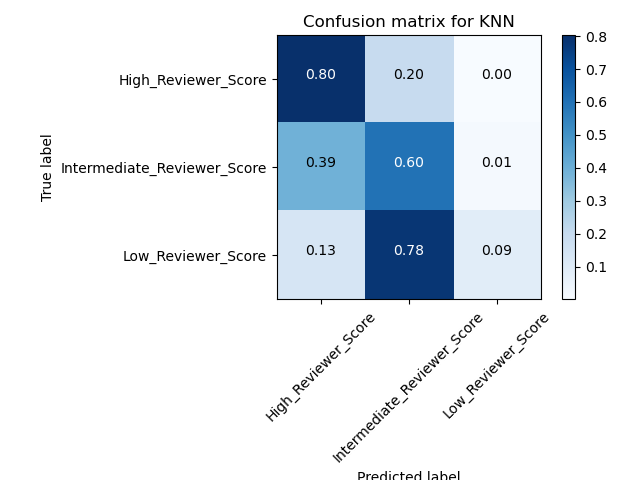 Confusion matrix for KNN
True label
High_Reviewer_Score
0.80 0.20 0.00
Intermediate_Reviewer_Score
0.39 0.60 0.01
Low_Reviewer_Score
0.13 0.78 0.09
High_Reviewer_Score
Intermediate_Reviewer_Score
Low_Reviewer_Score
Predicted label
0.8
0.7
0.6
0.5
0.4
0.3
0.2
0.1